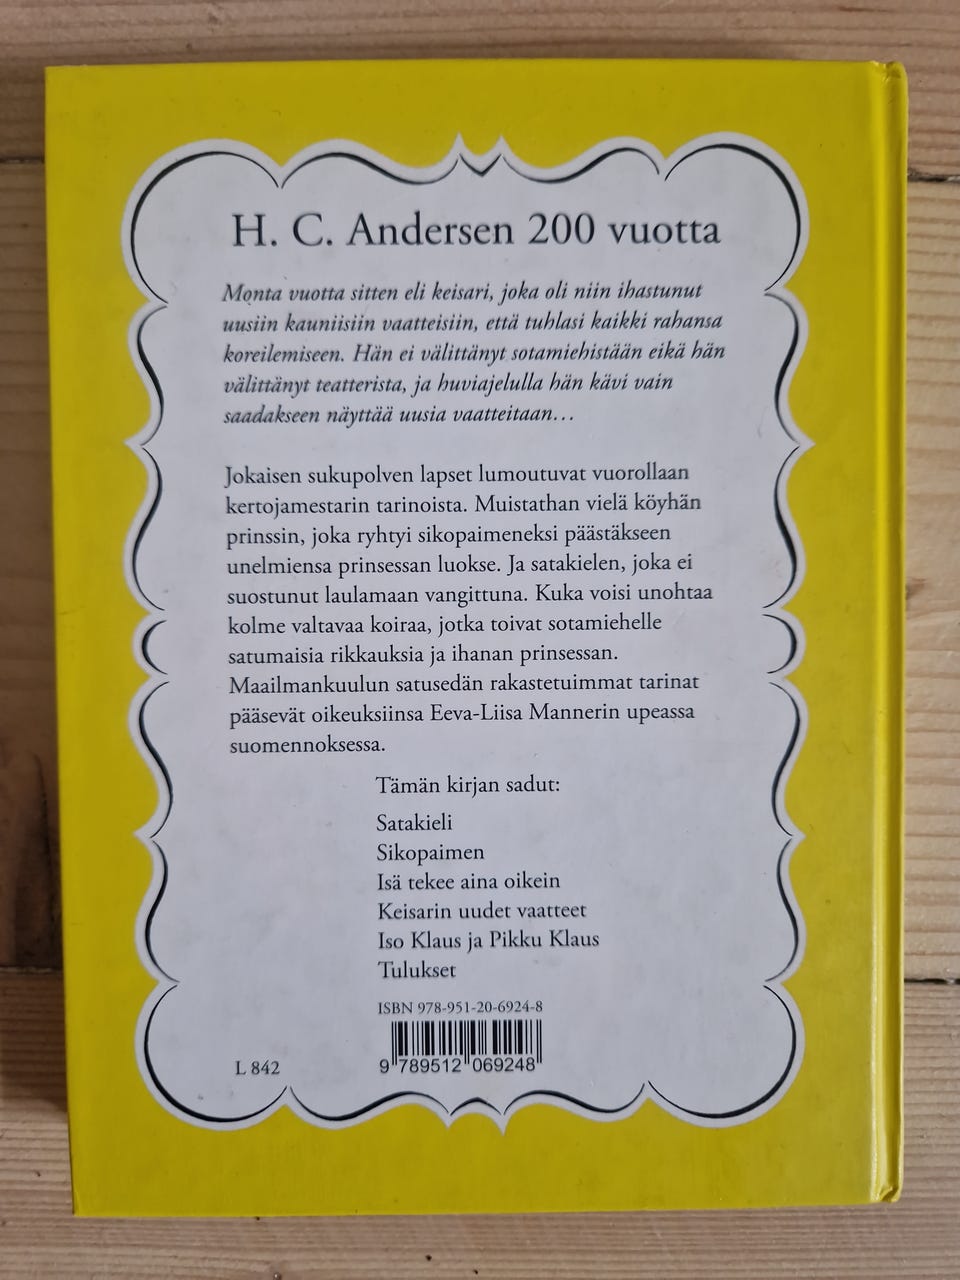 H. C. Andersen 200 vuotta
Monta vuotta sitten eli keisari, joka oli niin ihastunut
uusiin kauniisiin vaatteisiin, että tuhlasi kaikki rahansa
koreilemiseen. Hän ei välittänyt sotamiehistään eikä hän
välittänyt teatterista, ja huviajelulla hän kävi vain
saadakseen näyttää uusia vaatteitaan...
Jokaisen sukupolven lapset lumoutuvat vuorollaan
kertojamestarin tarinoista. Muistathan vielä köyhän
prinssin, joka ryhtyi sikopaimeneksi päästäkseen
unelmiensa prinsessan luokse. Ja satakielen, joka ei
suostunut laulamaan vangittuna. Kuka voisi unohtaa
kolme valtavaa koiraa, jotka toivat sotamiehelle
satumaisia rikkauksia ja ihanan prinsessan.
Maailmankuulun satusedän rakastetuimmat tarinat
pääsevät oikeuksiinsa Eeva-Liisa Mannerin upeassa
suomennoksessa.
Tämän kirjan sadut:
Satakieli
Sikopaimen
Isä tekee aina oikein
Keisarin uudet vaatteet
Iso Klaus ja Pikku Klaus
Tulukset
ISBN 978-951-20-6924-8
L 842
9 789512 069248